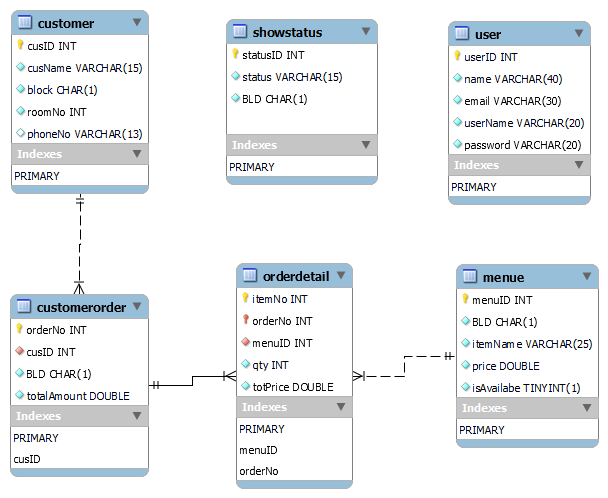 customer
cusID INT
cusName VARCHAR(15)
block CHAR(1)
roomNo INT
phoneNo VARCHAR(13)
Indexes
PRIMARY
showstatus
statusID INT
status VARCHAR(15)
BLD CHAR(1)
Indexes
PRIMARY
user
userID INT
name VARCHAR(40)
email VARCHAR(30)
userName VARCHAR(20)
password VARCHAR(20)
Indexes
PRIMARY
customerorder
orderNo INT
cusID INT
BLD CHAR(1)
totalAmount DOUBLE
Indexes
PRIMARY
cusID
orderdetail
itemNo INT
orderNo INT
menuID INT
qty INT
totPrice DOUBLE
Indexes
PRIMARY
menuID
orderNo
menue
menuID INT
BLD CHAR(1)
itemName VARCHAR(25)
price DOUBLE
isAvailabe TINYINT(1)
Indexes
PRIMARY